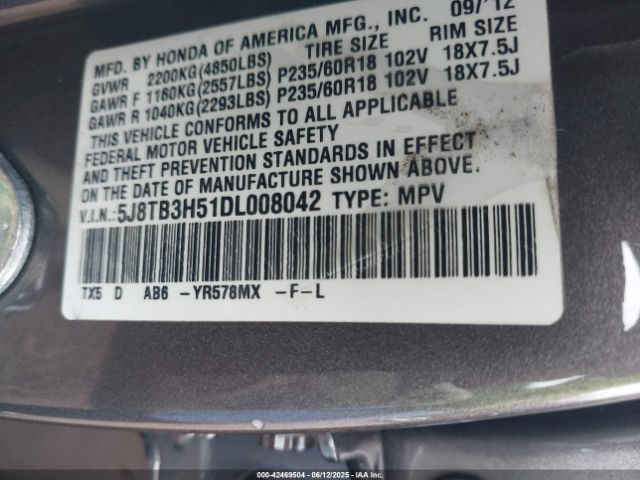 MFD. BY HONDA OF AMERICA MFG., INC. 09/'12
GVWR 2200KG(4850LBS) TIRE SIZE RIM SIZE
GAWR F 1160KG(2557LBS) P235/60R18 102V 18X7.5J
GAWR R 1040KG(2293LBS) P235/60R18 102V 18X7.5J
THIS VEHICLE CONFORMS TO ALL APPLICABLE
FEDERAL MOTOR VEHICLE SAFETY
AND THEFT PREVENTION STANDARDS IN EFFECT
ON THE DATE OF MANUFACTURE SHOWN ABOVE.
V.I.N.: 5J8TB3H51DL008042 TYPE: MPV
TX5 D AB6 -YR578MX -F-L
000-42469504 - 06/12/2025 - IAAI.COM